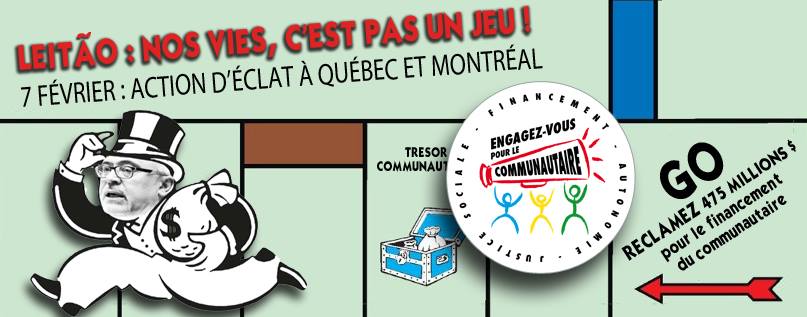 LEITÃO : NOS VIES, C'EST PAS UN JEU !
7 FÉVRIER : ACTION D'ÉCLAT À QUÉBEC ET MONTRÉAL
$
TRESOR
COMMUNAUT
FINANCEMENT - AUTONOMIE - JUSTICE SOCIALE -
ENGAGEZ-VOUS
POUR LE
COMMUNAUTAIRE
GO
RECLAMEZ 475 MILLIONS $
pour le financement
du communautaire